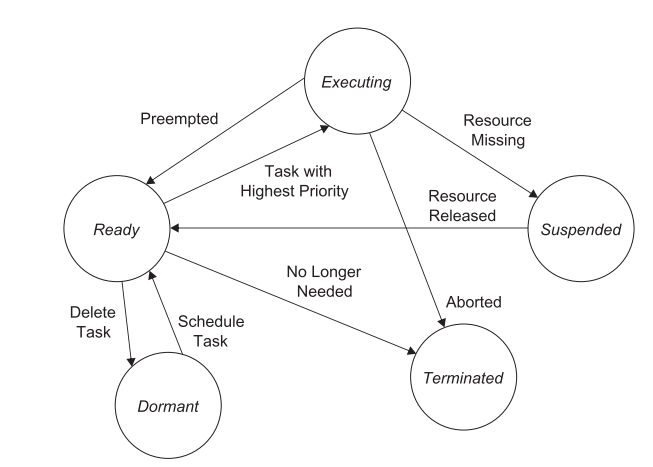 Executing
Preempted
Resource
Missing
Task with
Highest Priority
Resource
Released
Ready
Suspended
No Longer
Needed
Delete
Task
Schedule
Task
Aborted
Terminated
Dormant